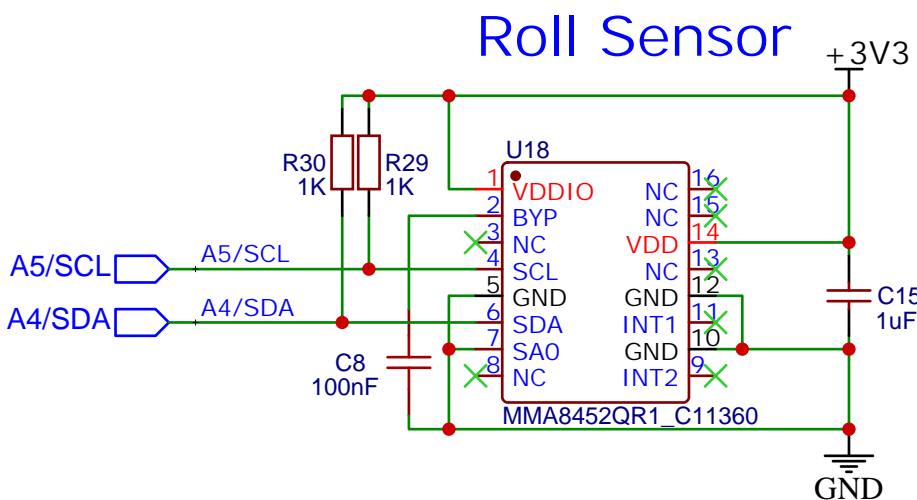 Roll Sensor
+3V3
U18
R30
1K
R29
1K
1 VDDIO
2 BYP
3 NC
4 SCL
5 GND
6 SDA
7 SA0
8 NC
NC 16
NC 15
VDD 14
NC 13
GND 12
INT1 11
GND 10
INT2 9
A5/SCL
A5/SCL
A4/SDA
A4/SDA
C8
100nF
C15
1uF
MMA8452QR1_C11360
GND